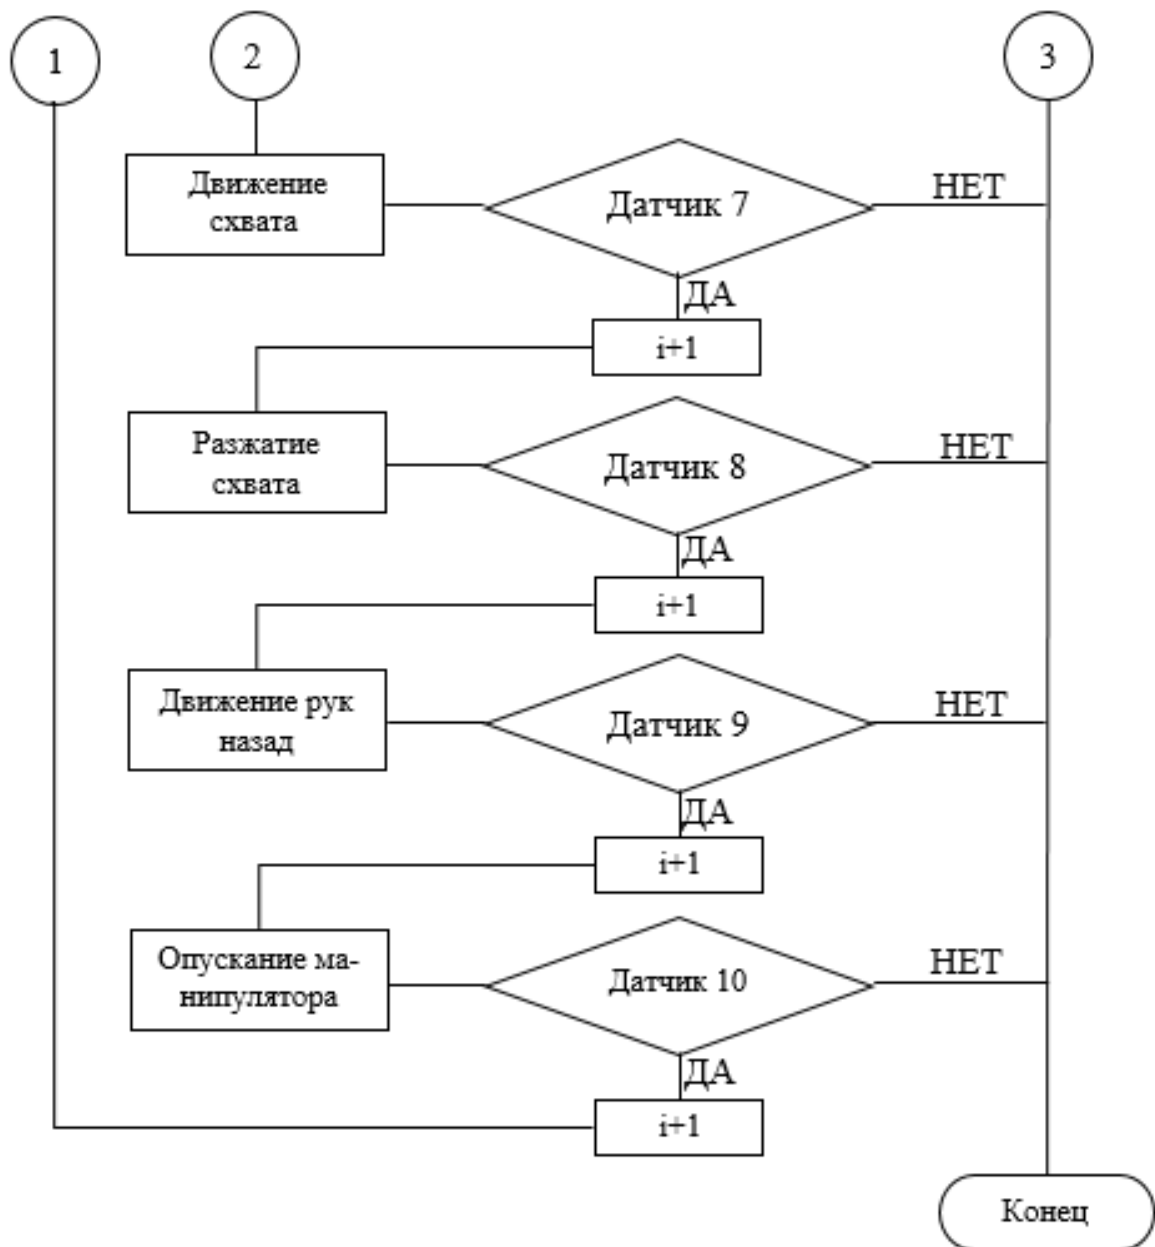 1
2
3
Движение
схвата
Датчик 7
НЕТ
ДА
i+1
Разжатие
схвата
Датчик 8
НЕТ
ДА
i+1
Движение рук
назад
Датчик 9
НЕТ
ДА
i+1
Опускание ма-
нипулятора
Датчик 10
НЕТ
ДА
i+1
Конец